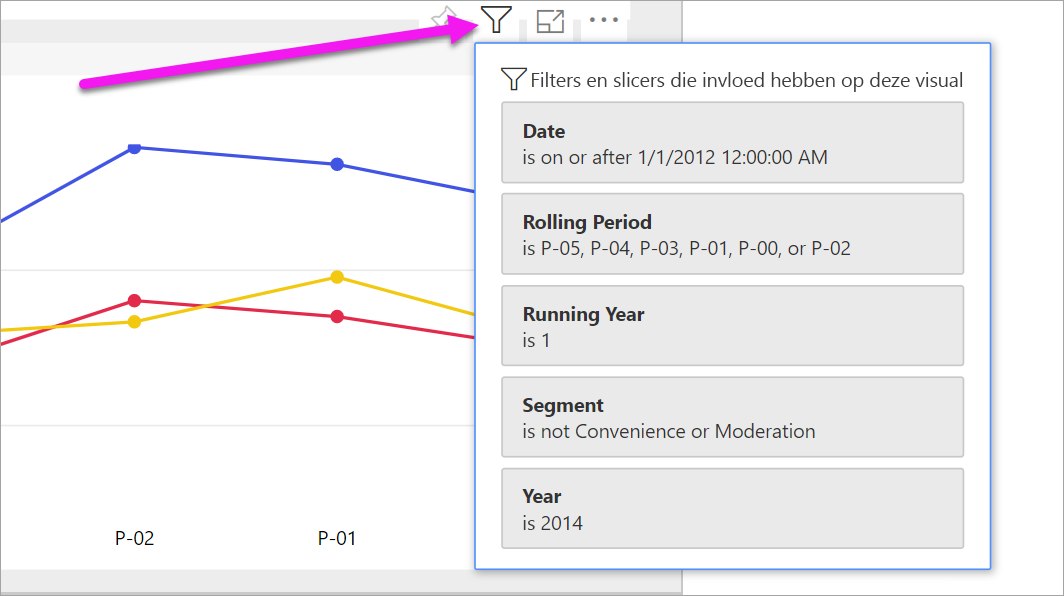 Filters en slicers die invloed hebben op deze visual
Date
is on or after 1/1/2012 12:00:00 AM
Rolling Period
is P-05, P-04, P-03, P-01, P-00, or P-02
Running Year
is 1
Segment
is not Convenience or Moderation
Year
is 2014
P-02
P-01